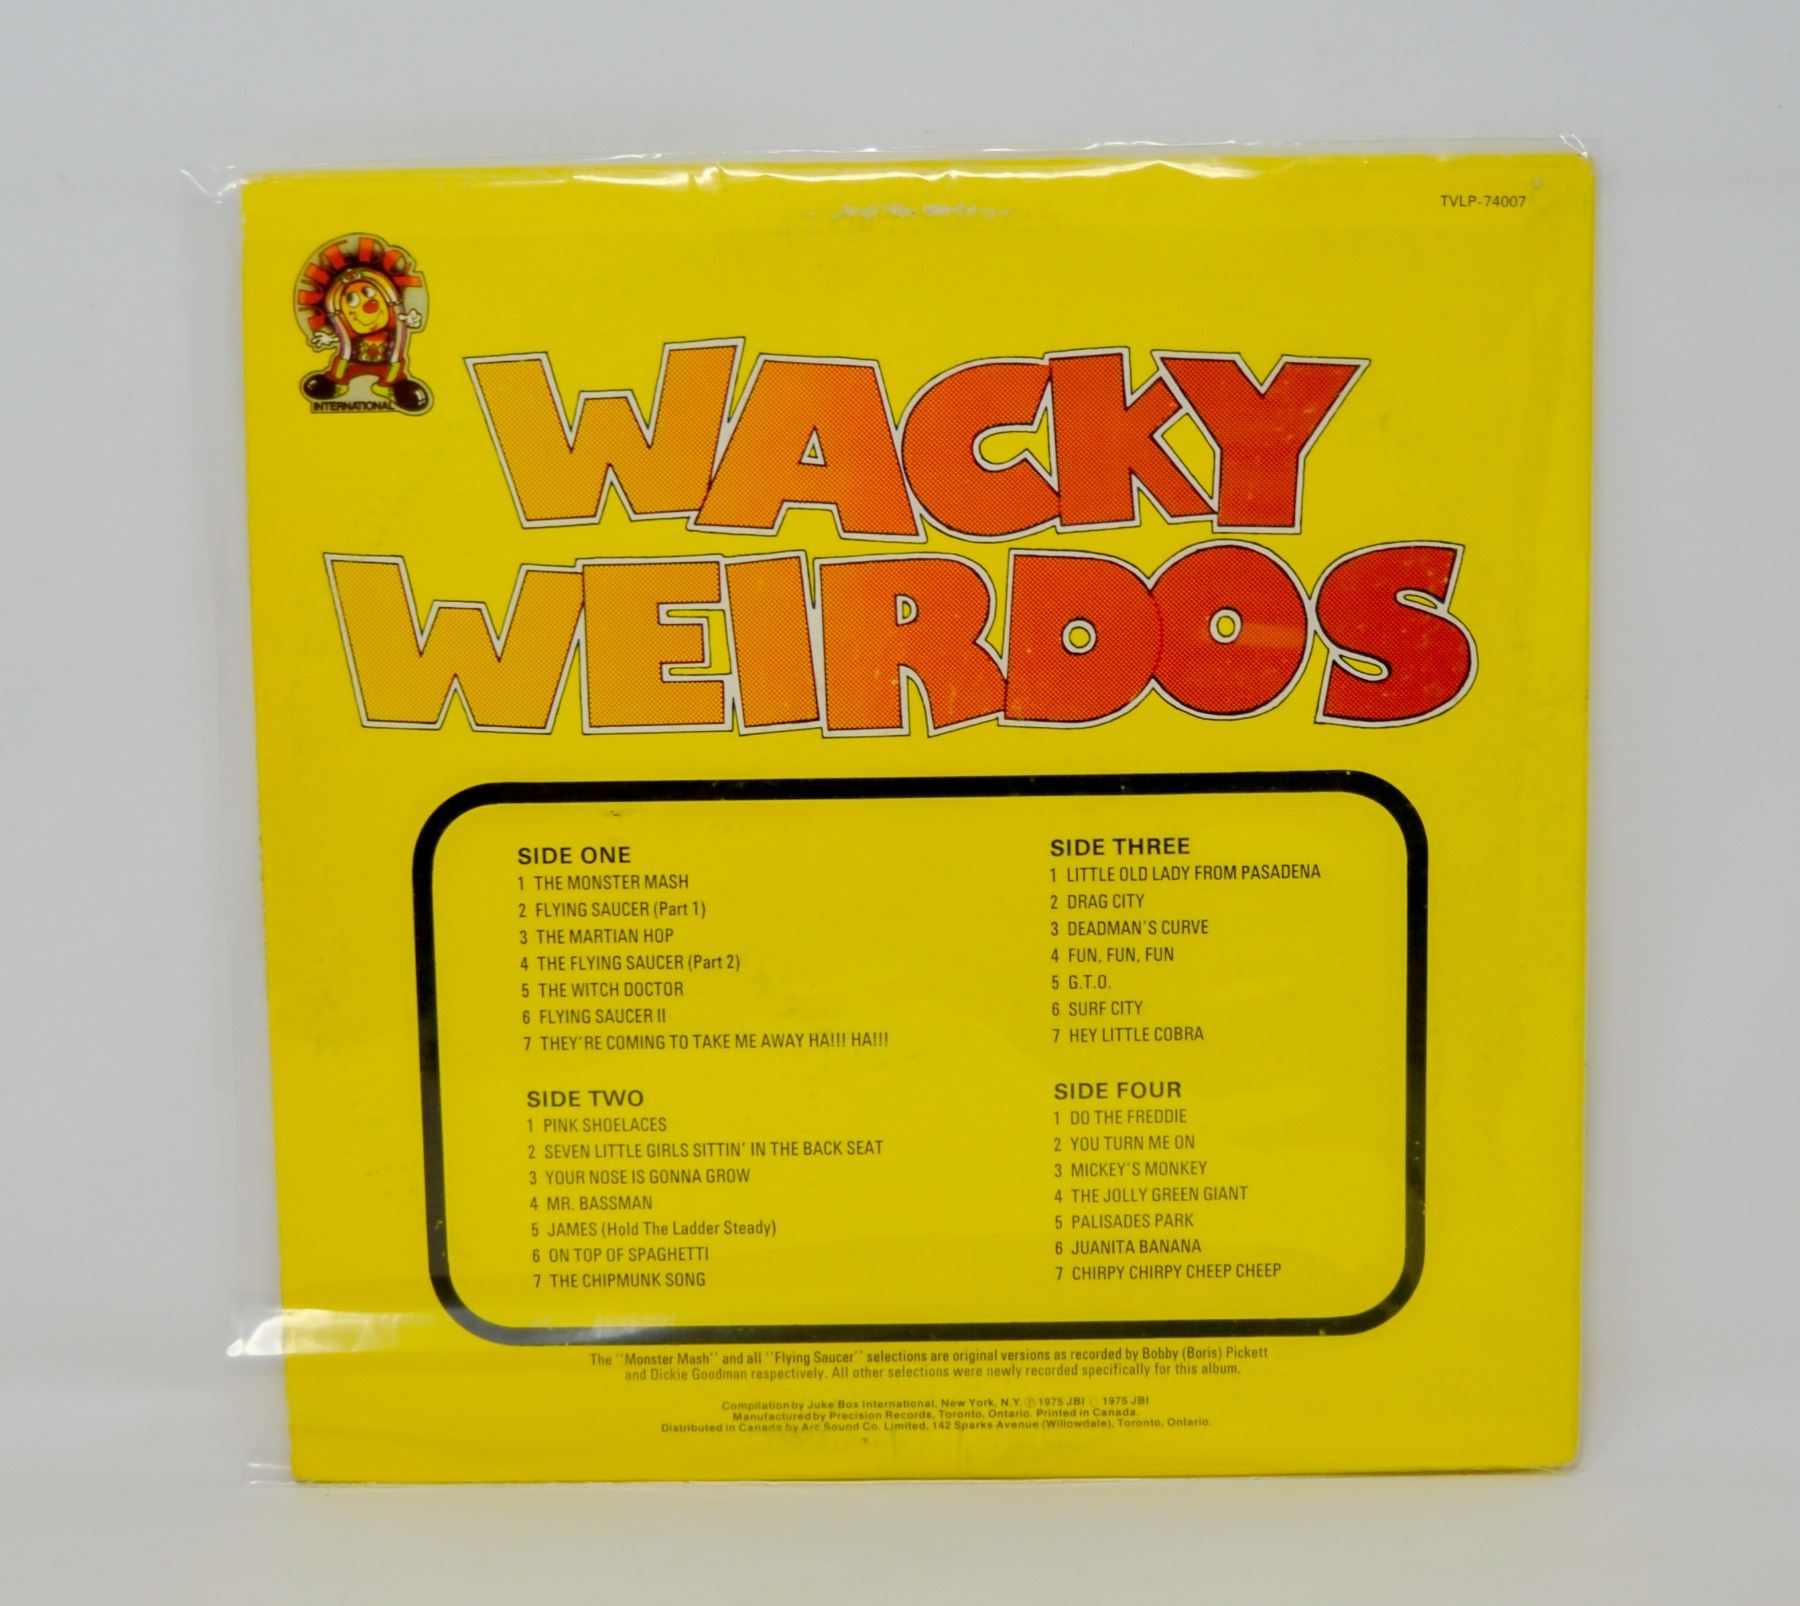 TVLP-74007
JUKE BOX
INTERNATIONAL
WACKY
WEIRDOS
SIDE ONE
1 THE MONSTER MASH
2 FLYING SAUCER (Part 1)
3 THE MARTIAN HOP
4 THE FLYING SAUCER (Part 2)
5 THE WITCH DOCTOR
6 FLYING SAUCER II
7 THEY'RE COMING TO TAKE ME AWAY HA!!! HA!!!
SIDE TWO
1 PINK SHOELACES
2 SEVEN LITTLE GIRLS SITTIN' IN THE BACK SEAT
3 YOUR NOSE IS GONNA GROW
4 MR. BASSMAN
5 JAMES (Hold The Ladder Steady)
6 ON TOP OF SPAGHETTI
7 THE CHIPMUNK SONG
SIDE THREE
1 LITTLE OLD LADY FROM PASADENA
2 DRAG CITY
3 DEADMAN'S CURVE
4 FUN, FUN, FUN
5 G.T.O.
6 SURF CITY
7 HEY LITTLE COBRA
SIDE FOUR
1 DO THE FREDDIE
2 YOU TURN ME ON
3 MICKEY'S MONKEY
4 THE JOLLY GREEN GIANT
5 PALISADES PARK
6 JUANITA BANANA
7 CHIRPY CHIRPY CHEEP CHEEP
The ''Monster Mash'' and all ''Flying Saucer'' selections are original versions as recorded by Bobby (Boris) Pickett
and Dickie Goodman respectively. All other selections were newly recorded specifically for this album.
Compilation by Juke Box International, New York, N.Y. ℗ 1975 JBI © 1975 JBI
Manufactured by Precision Records, Toronto, Ontario. Printed in Canada.
Distributed in Canada by Arc Sound Co. Limited, 142 Sparks Avenue (Willowdale), Toronto, Ontario.